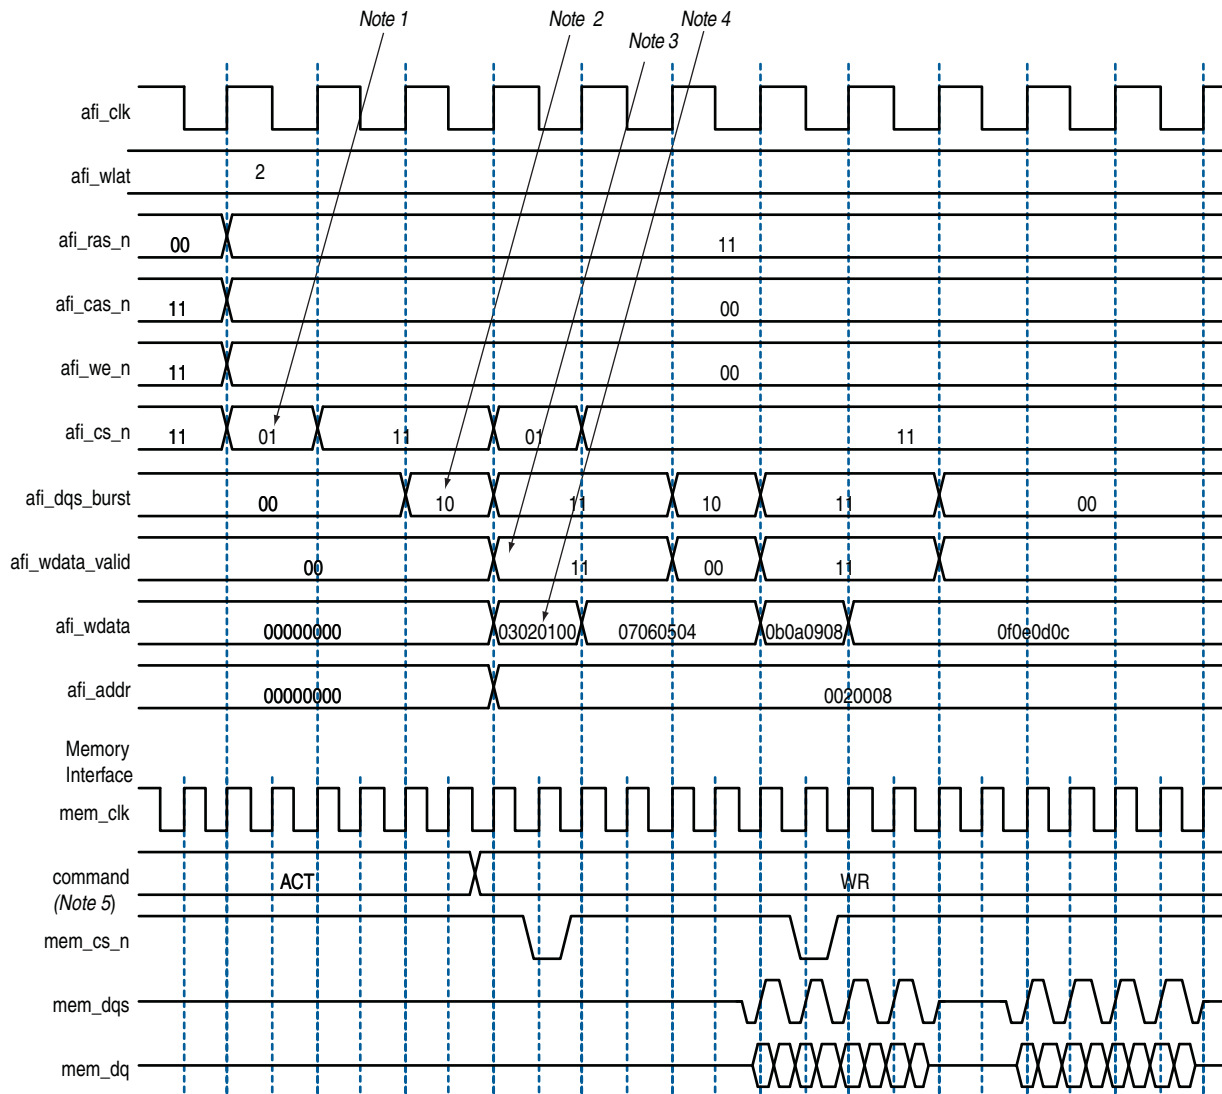 Note 1
Note 2
Note 4
Note 3
afi_clk
afi_wlat 2
afi_ras_n 00 11
afi_cas_n 11 00
afi_we_n 11 00
afi_cs_n 11 01 11 01 11
afi_dqs_burst 00 10 11 10 11 00
afi_wdata_valid 00 11 00 11
afi_wdata 00000000 03020100 07060504 0b0a0908 0f0e0d0c
afi_addr 00000000 0020008
Memory
Interface
mem_clk
command ACT WR
(Note 5)
mem_cs_n
mem_dqs
mem_dq